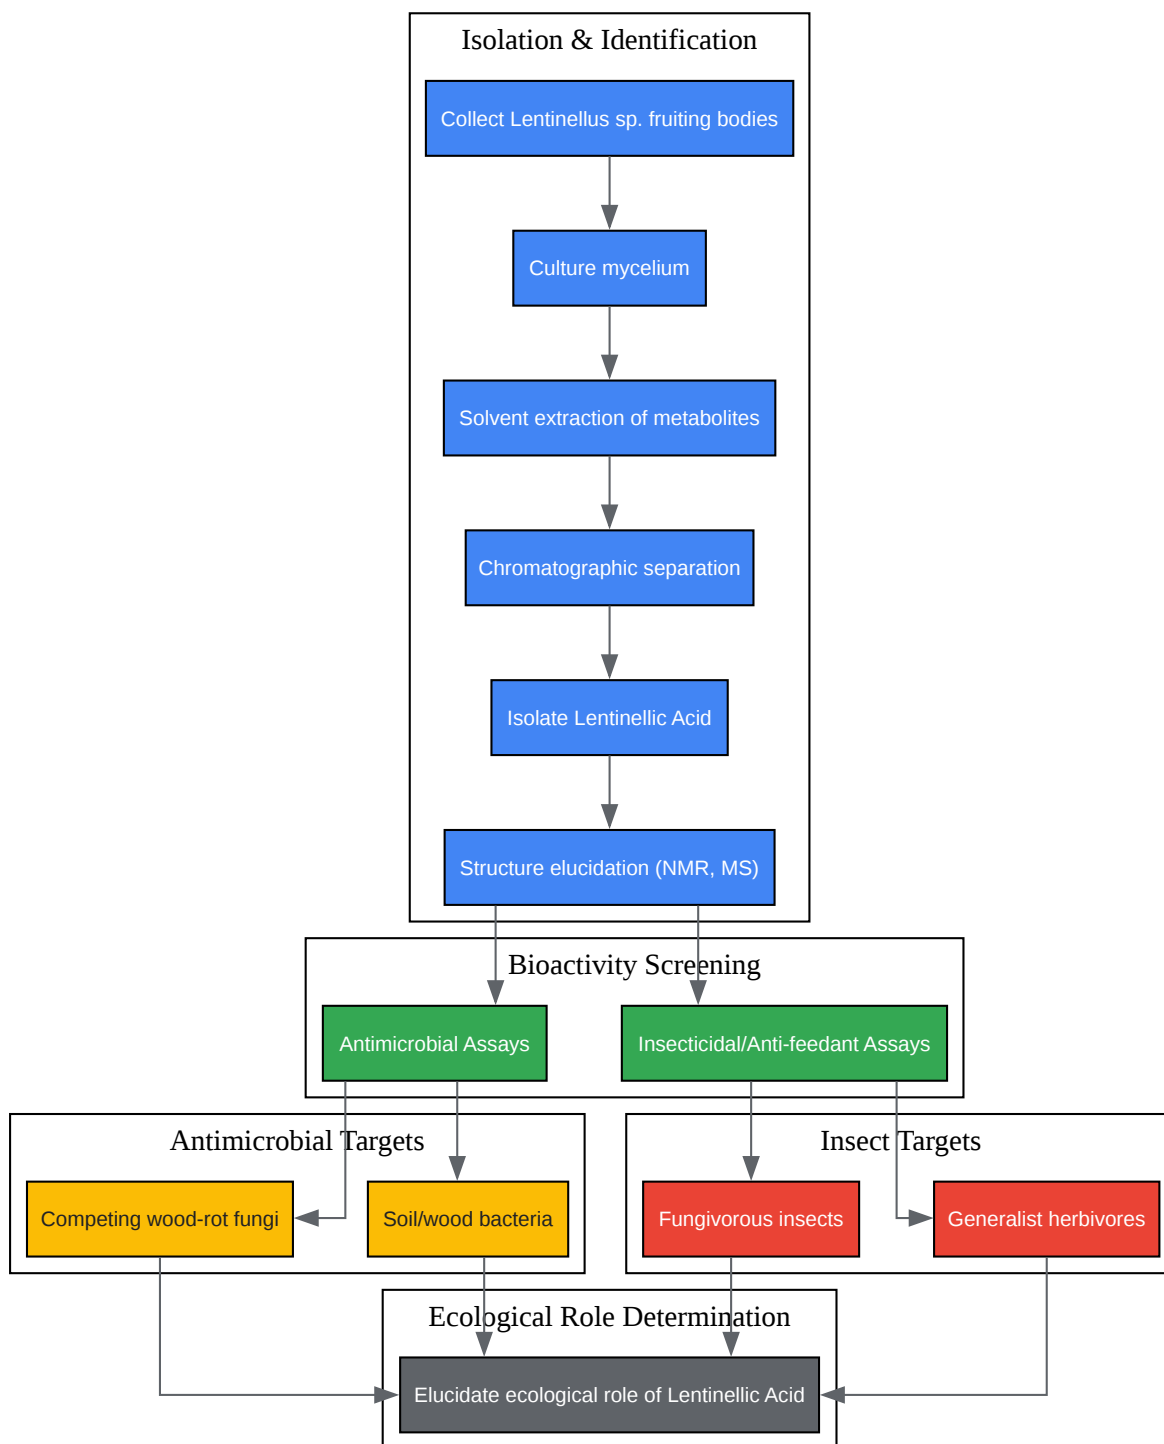 Isolation & Identification
Collect Lentinellus sp. fruiting bodies
Culture mycelium
Solvent extraction of metabolites
Chromatographic separation
Isolate Lentinellic Acid
Structure elucidation (NMR, MS)
Bioactivity Screening
Antimicrobial Assays
Insecticidal/Anti-feedant Assays
Antimicrobial Targets
Insect Targets
Competing wood-rot fungi
Soil/wood bacteria
Fungivorous insects
Generalist herbivores
Ecological Role Determination
Elucidate ecological role of Lentinellic Acid